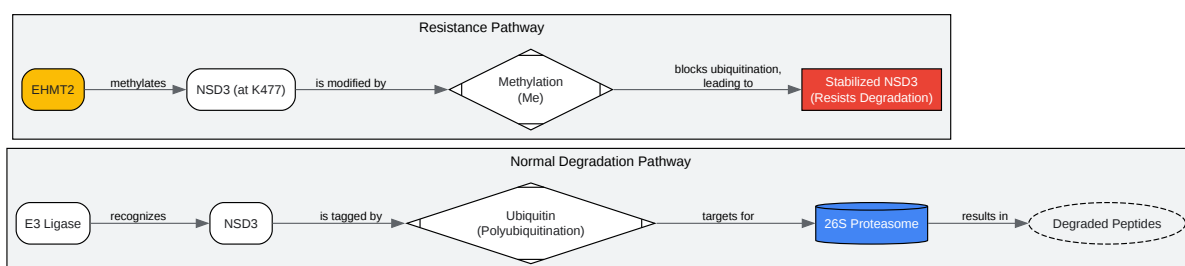 Resistance Pathway
EHMT2
methylates
NSD3 (at K477)
is modified by
Methylation
(Me)
blocks ubiquitination,
leading to
Stabilized NSD3
(Resists Degradation)
Normal Degradation Pathway
E3 Ligase
recognizes
NSD3
is tagged by
Ubiquitin
(Polyubiquitination)
targets for
26S Proteasome
results in
Degraded Peptides